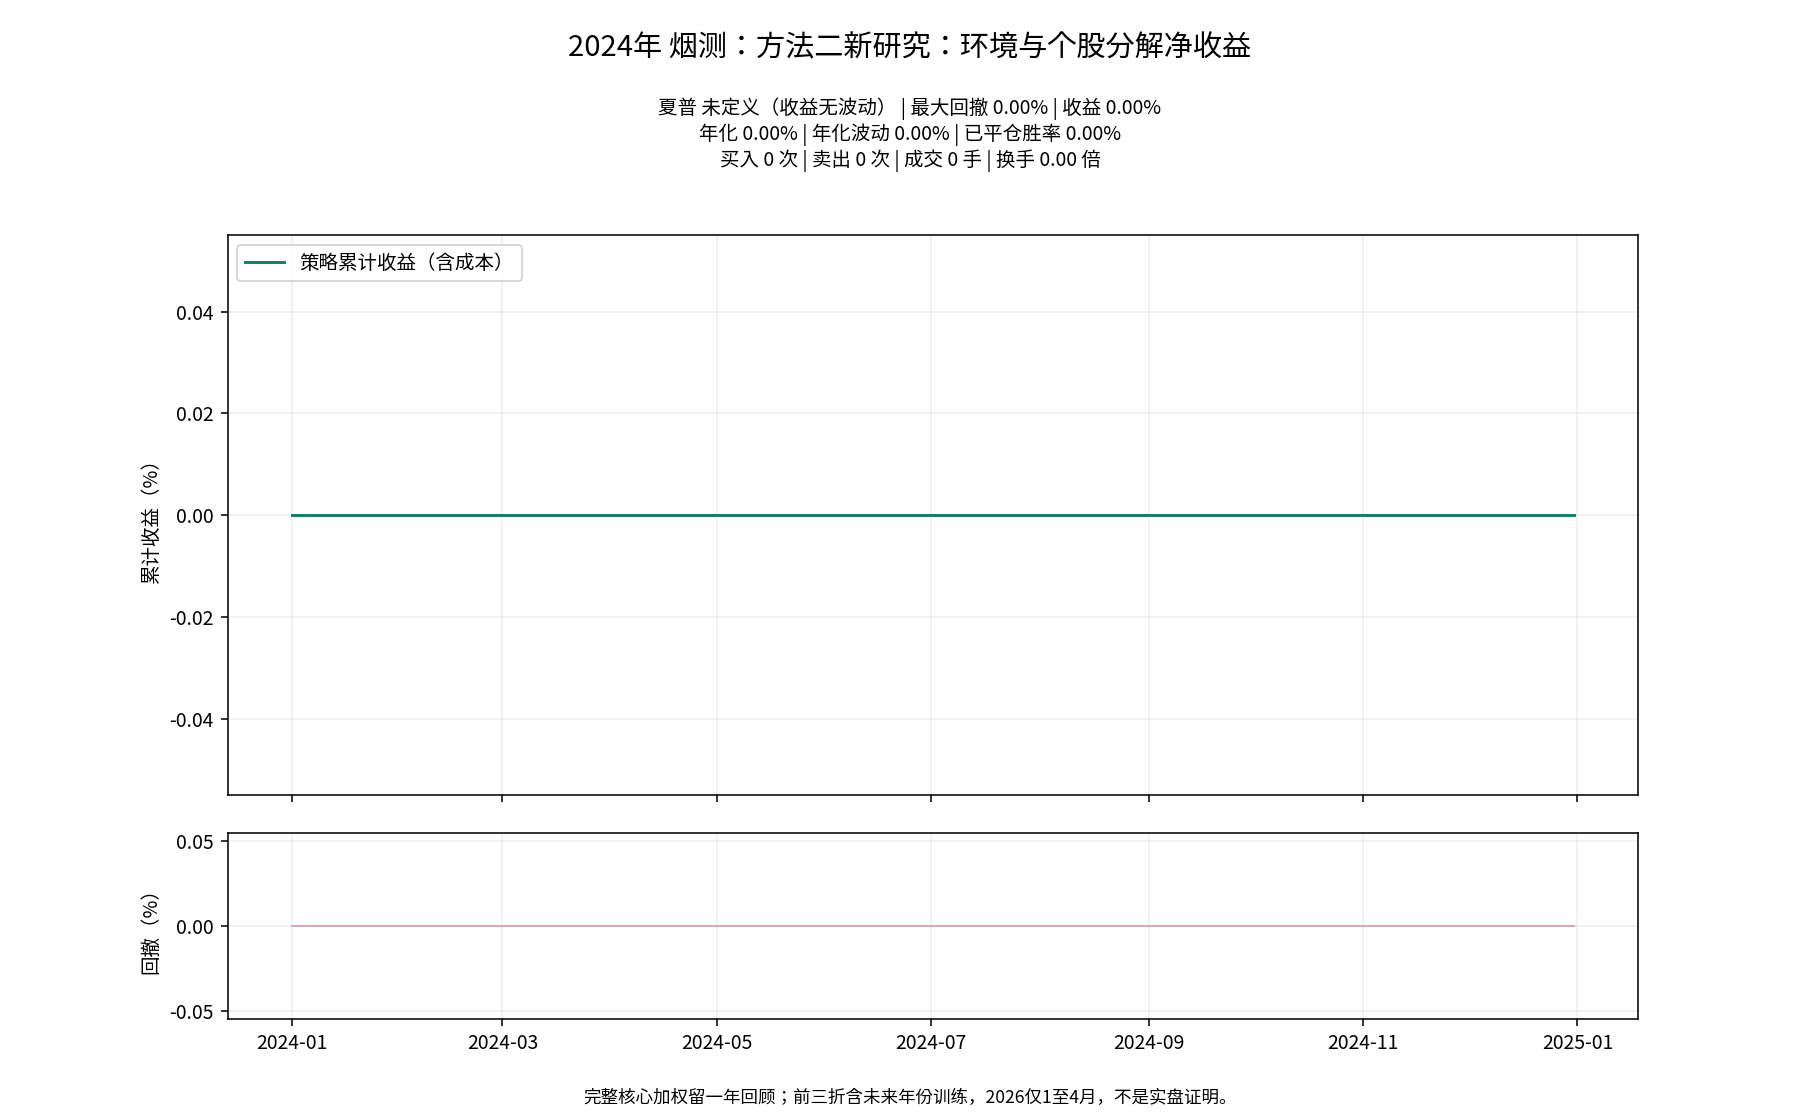 2024年 烟测：方法二新研究：环境与个股分解净收益
夏普 未定义（收益无波动） | 最大回撤 0.00% | 收益 0.00%
年化 0.00% | 年化波动 0.00% | 已平仓胜率 0.00%
买入 0 次 | 卖出 0 次 | 成交 0 手 | 换手 0.00 倍
策略累计收益（含成本）
0.04
0.02
0.00
-0.02
-0.04
累计收益（%）
0.05
0.00
-0.05
回撤（%）
2024-01
2024-03
2024-05
2024-07
2024-09
2024-11
2025-01
完整核心加权留一年回顾；前三折含未来年份训练，2026仅1至4月，不是实盘证明。